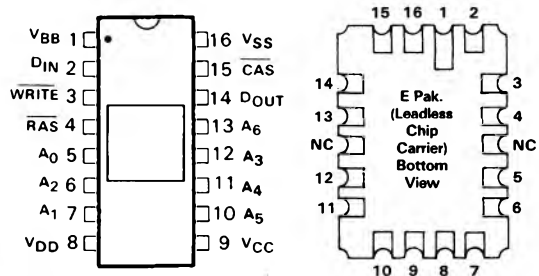 VBB 1
16 VSS
DIN 2
15 CAS
WRITE 3
14 DOUT
RAS 4
13 A6
A0 5
12 A3
A2 6
11 A4
A1 7
10 A5
VDD 8
9 VCC
15 16 1 2
14
3
13
4
NC
NC
12
5
11
6
E Pak.
(Leadless
Chip
Carrier)
Bottom
View
10 9 8 7